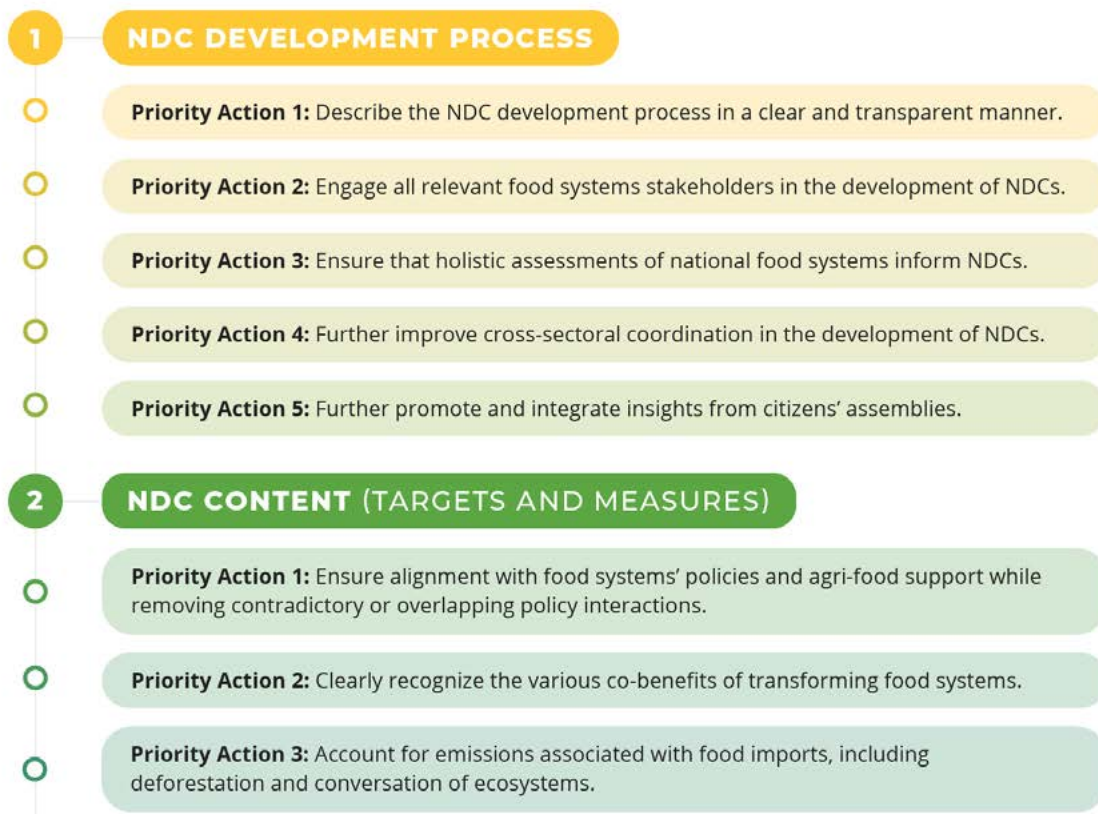 1
NDC DEVELOPMENT PROCESS
Priority Action 1: Describe the NDC development process in a clear and transparent manner.
Priority Action 2: Engage all relevant food systems stakeholders in the development of NDCs.
Priority Action 3: Ensure that holistic assessments of national food systems inform NDCs.
Priority Action 4: Further improve cross-sectoral coordination in the development of NDCs.
Priority Action 5: Further promote and integrate insights from citizens’ assemblies.
2
NDC CONTENT (TARGETS AND MEASURES)
Priority Action 1: Ensure alignment with food systems’ policies and agri-food support while
removing contradictory or overlapping policy interactions.
Priority Action 2: Clearly recognize the various co-benefits of transforming food systems.
Priority Action 3: Account for emissions associated with food imports, including
deforestation and conversation of ecosystems.